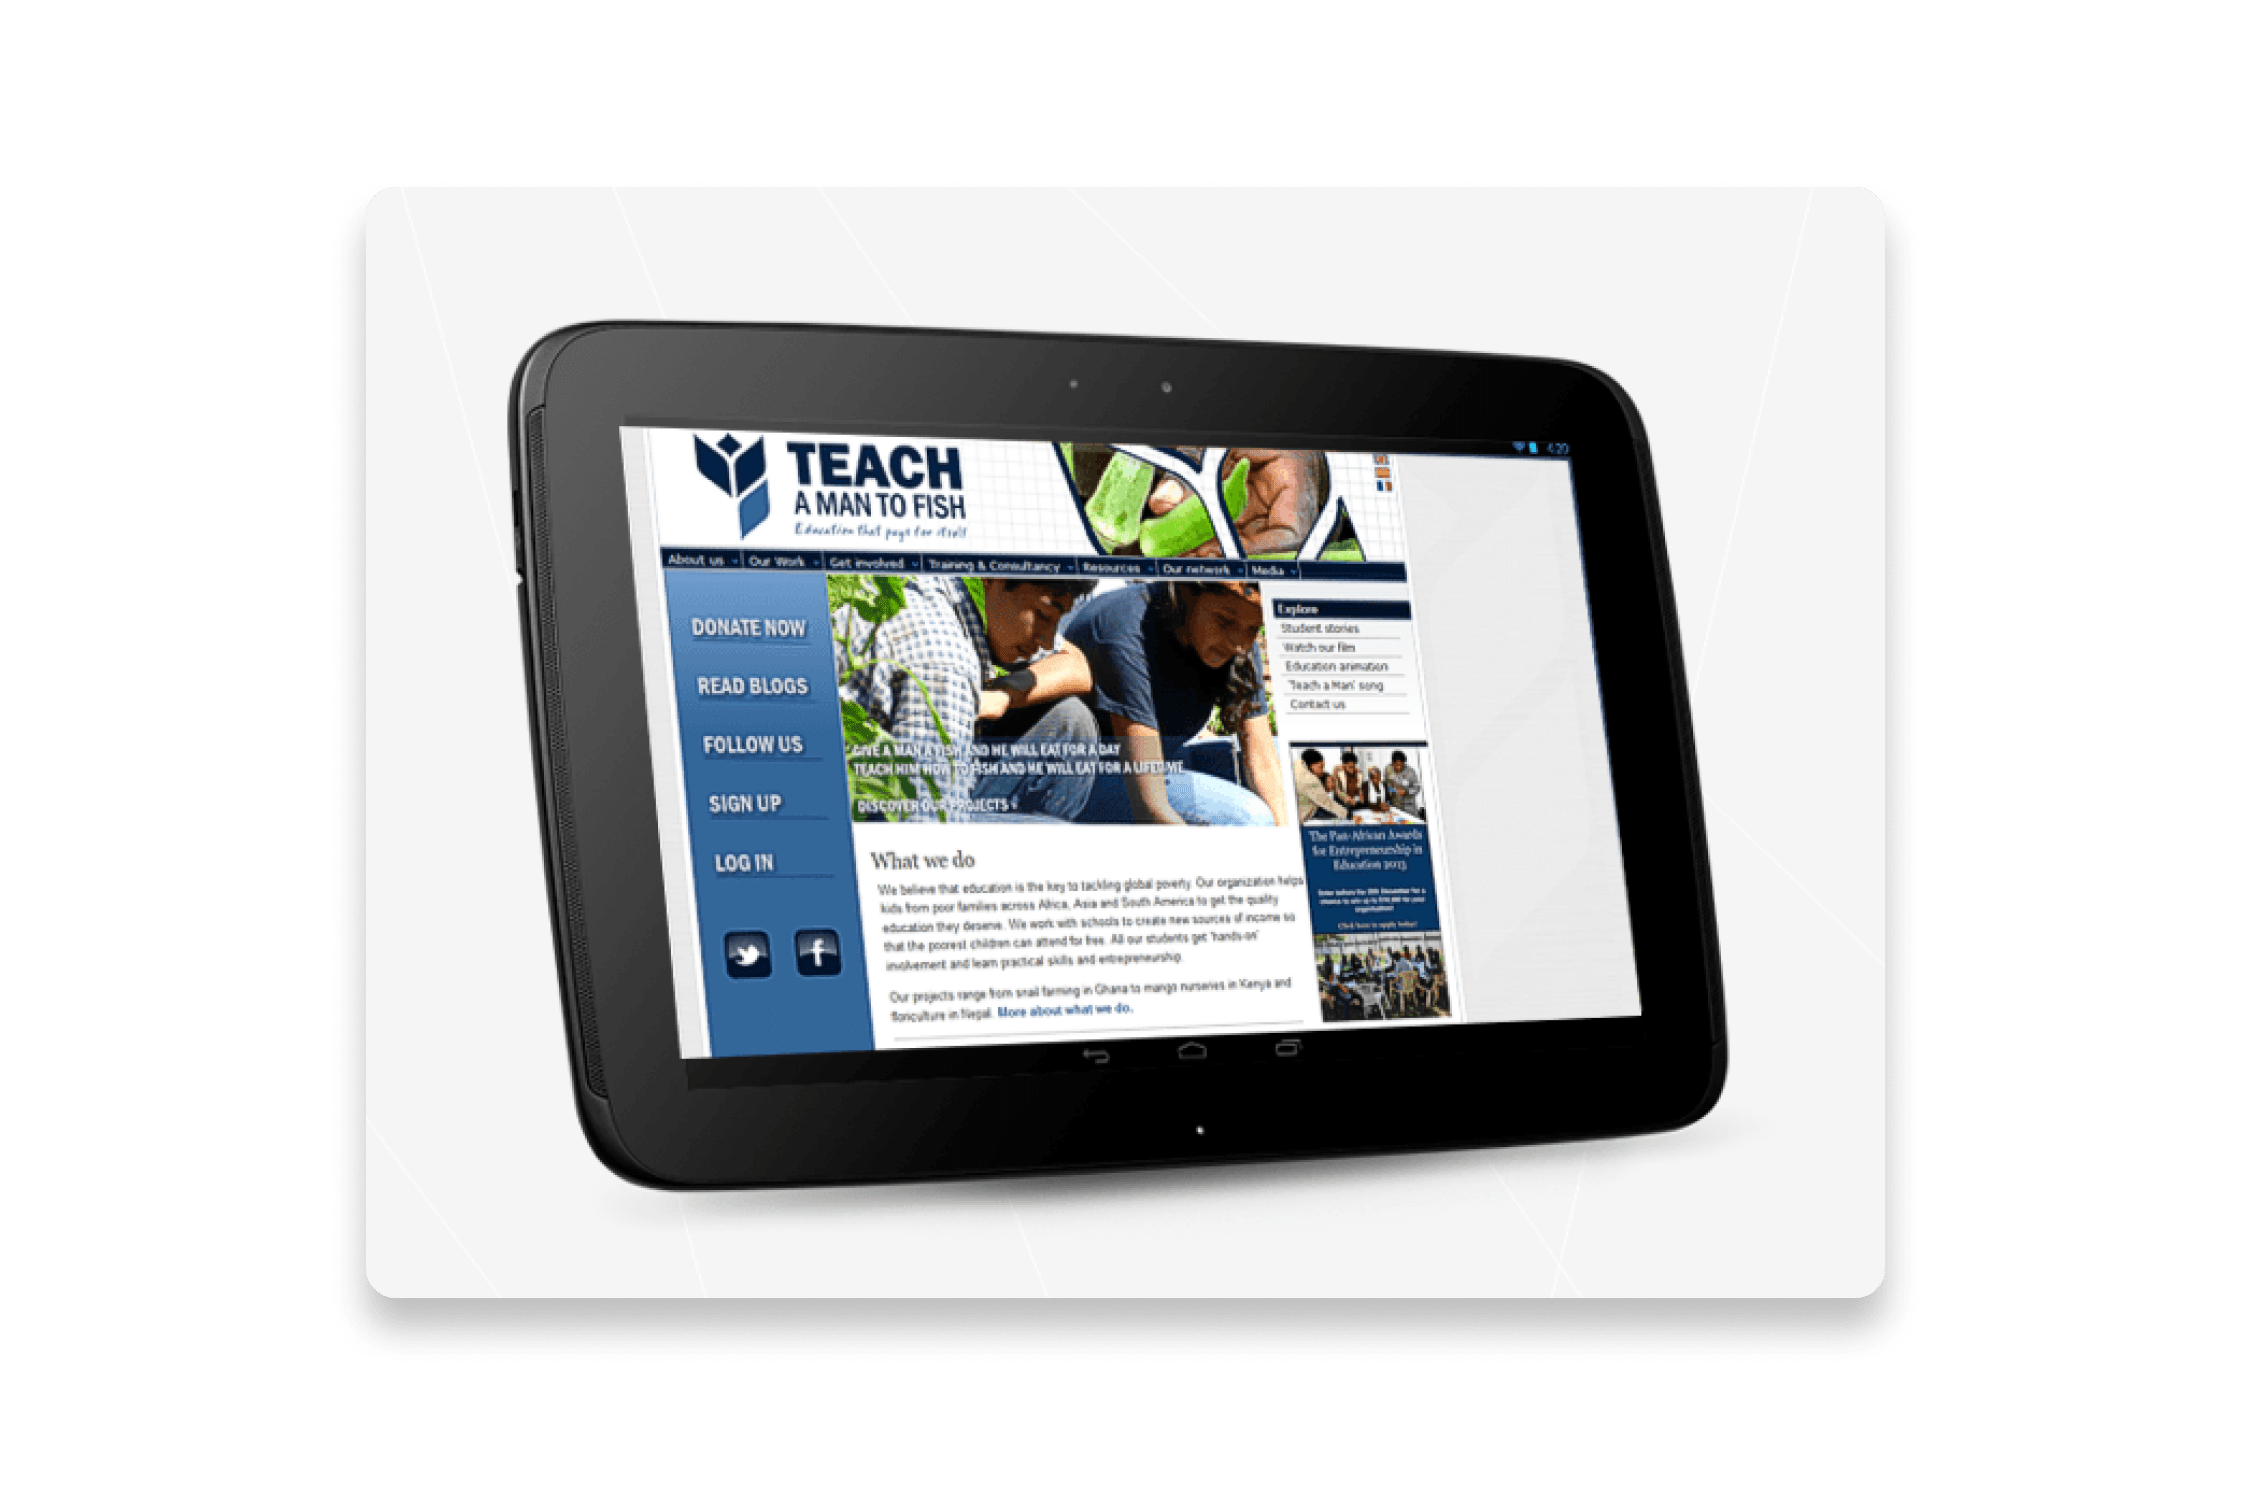 4:20
TEACH
A MAN TO FISH
Education that pays for itself
About us
Our Work
Get involved
Training & Consultancy
Resources
Our network
Media
DONATE NOW
READ BLOGS
FOLLOW US
SIGN UP
LOG IN
GIVE A MAN A FISH AND HE WILL EAT FOR A DAY
TEACH HIM HOW TO FISH AND HE WILL EAT FOR A LIFETIME
DISCOVER OUR PROJECTS
What we do
We believe that education is the key to tackling global poverty. Our organization helps
kids from poor families across Africa, Asia and South America to get the quality
education they deserve. We work with schools to create new sources of income so
that the poorest children can attend for free. All our students get 'hands-on'
involvement and learn practical skills and entrepreneurship.
Our projects range from snail farming in Ghana to mango nurseries in Kenya and
floriculture in Nepal. More about what we do.
Explore
Student stories
Watch our film
Education animation
'Teach a Man' song
Contact us
The Pan-African Awards
for Entrepreneurship in
Education 2013
Click here to apply today!